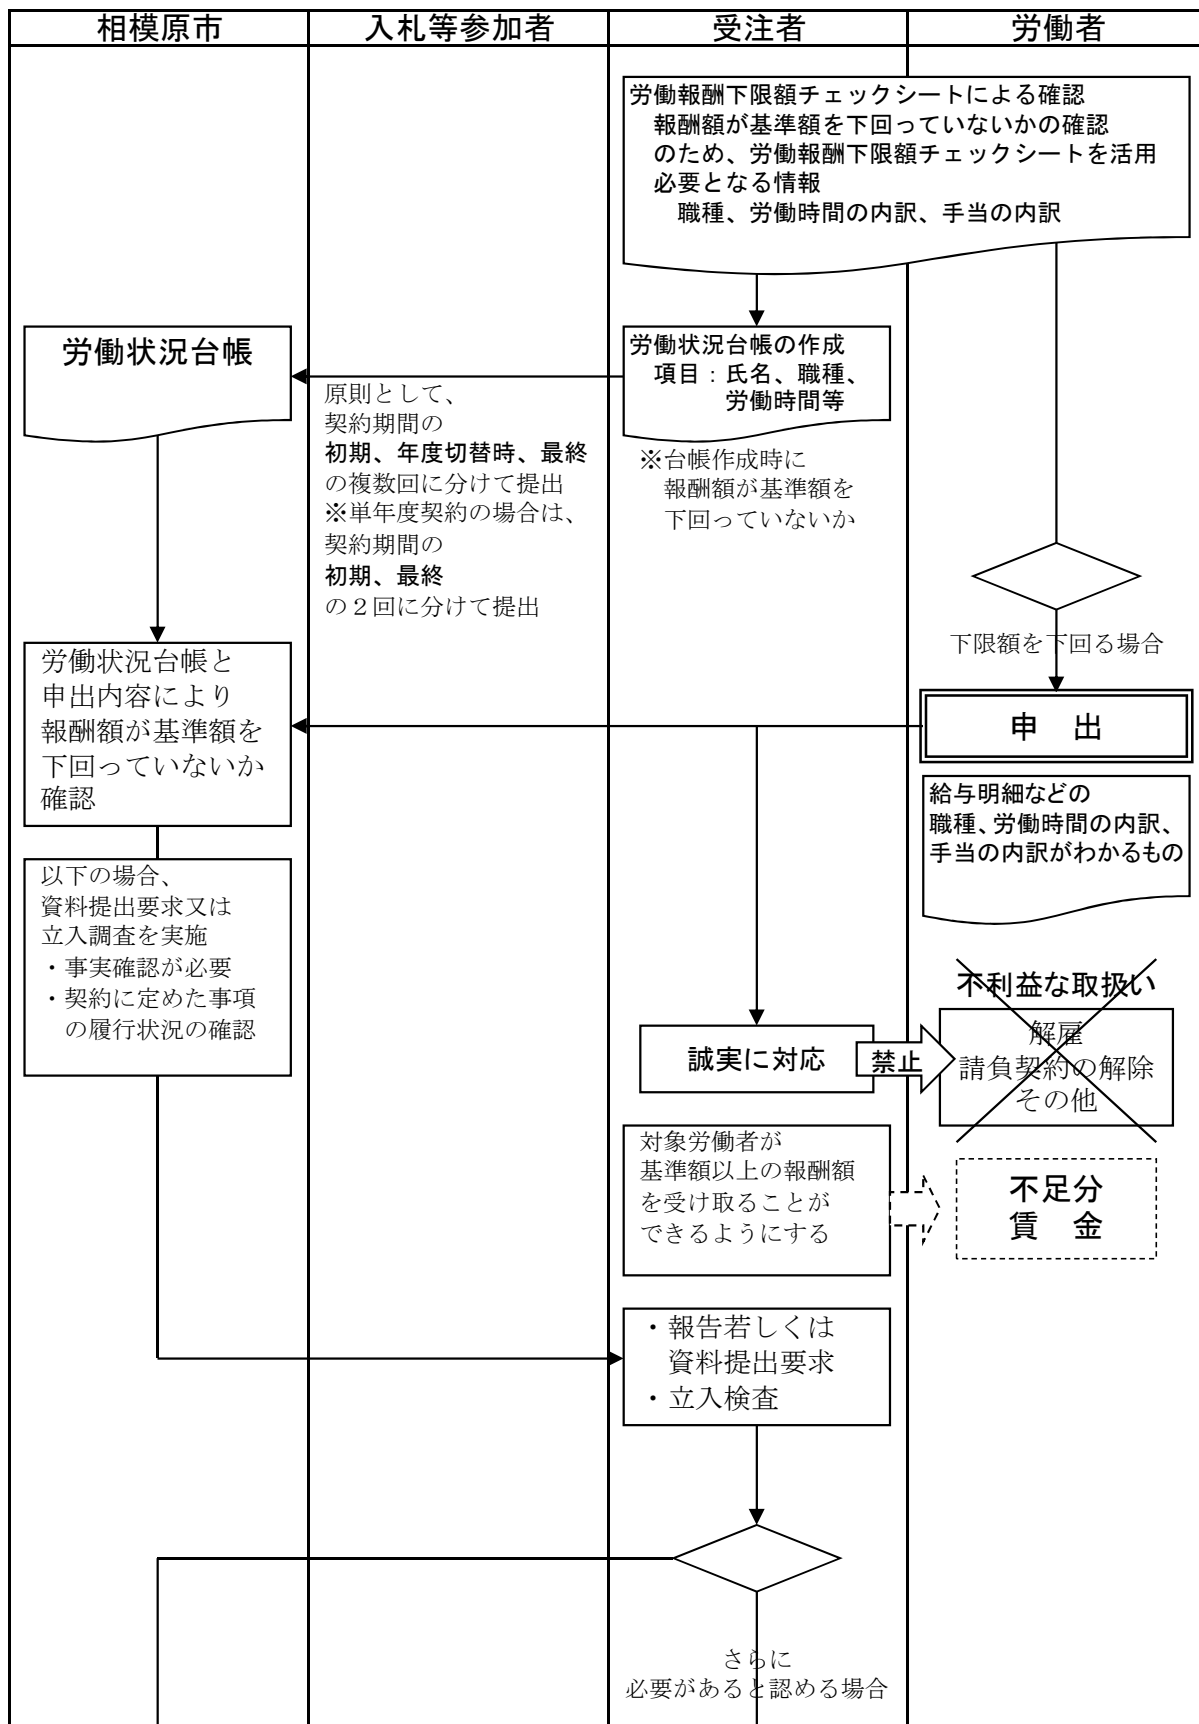 相模原市
入札等参加者
受注者
労働者
労働報酬下限額チェックシートによる確認
報酬額が基準額を下回っていないかの確認
のため、労働報酬下限額チェックシートを活用
必要となる情報
職種、労働時間の内訳、手当の内訳
労働状況台帳
労働状況台帳の作成
項目：氏名、職種、
労働時間等
原則として、
契約期間の
初期、年度切替時、最終
の複数回に分けて提出
※単年度契約の場合は、
契約期間の
初期、最終
の２回に分けて提出
※台帳作成時に
報酬額が基準額を
下回っていないか
下限額を下回る場合
労働状況台帳と
申出内容により
報酬額が基準額を
下回っていないか
確認
申　出
給与明細などの
職種、労働時間の内訳、
手当の内訳がわかるもの
以下の場合、
資料提出要求又は
立入調査を実施
・事実確認が必要
・契約に定めた事項
の履行状況の確認
不利益な取扱い
誠実に対応
禁止
解雇
請負契約の解除
その他
対象労働者が
基準額以上の報酬額
を受け取ることが
できるようにする
不足分
賃　金
・報告若しくは
資料提出要求
・立入検査
さらに
必要があると認める場合